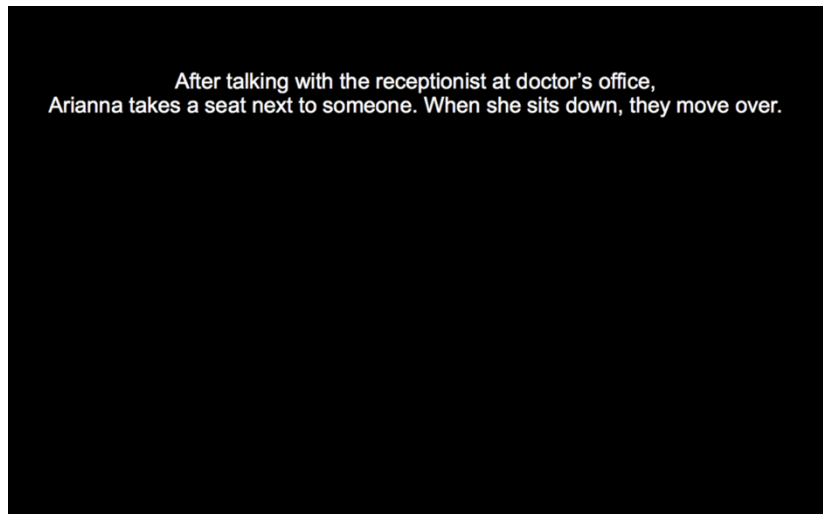 After talking with the receptionist at doctor’s office,
Arianna takes a seat next to someone. When she sits down, they move over.